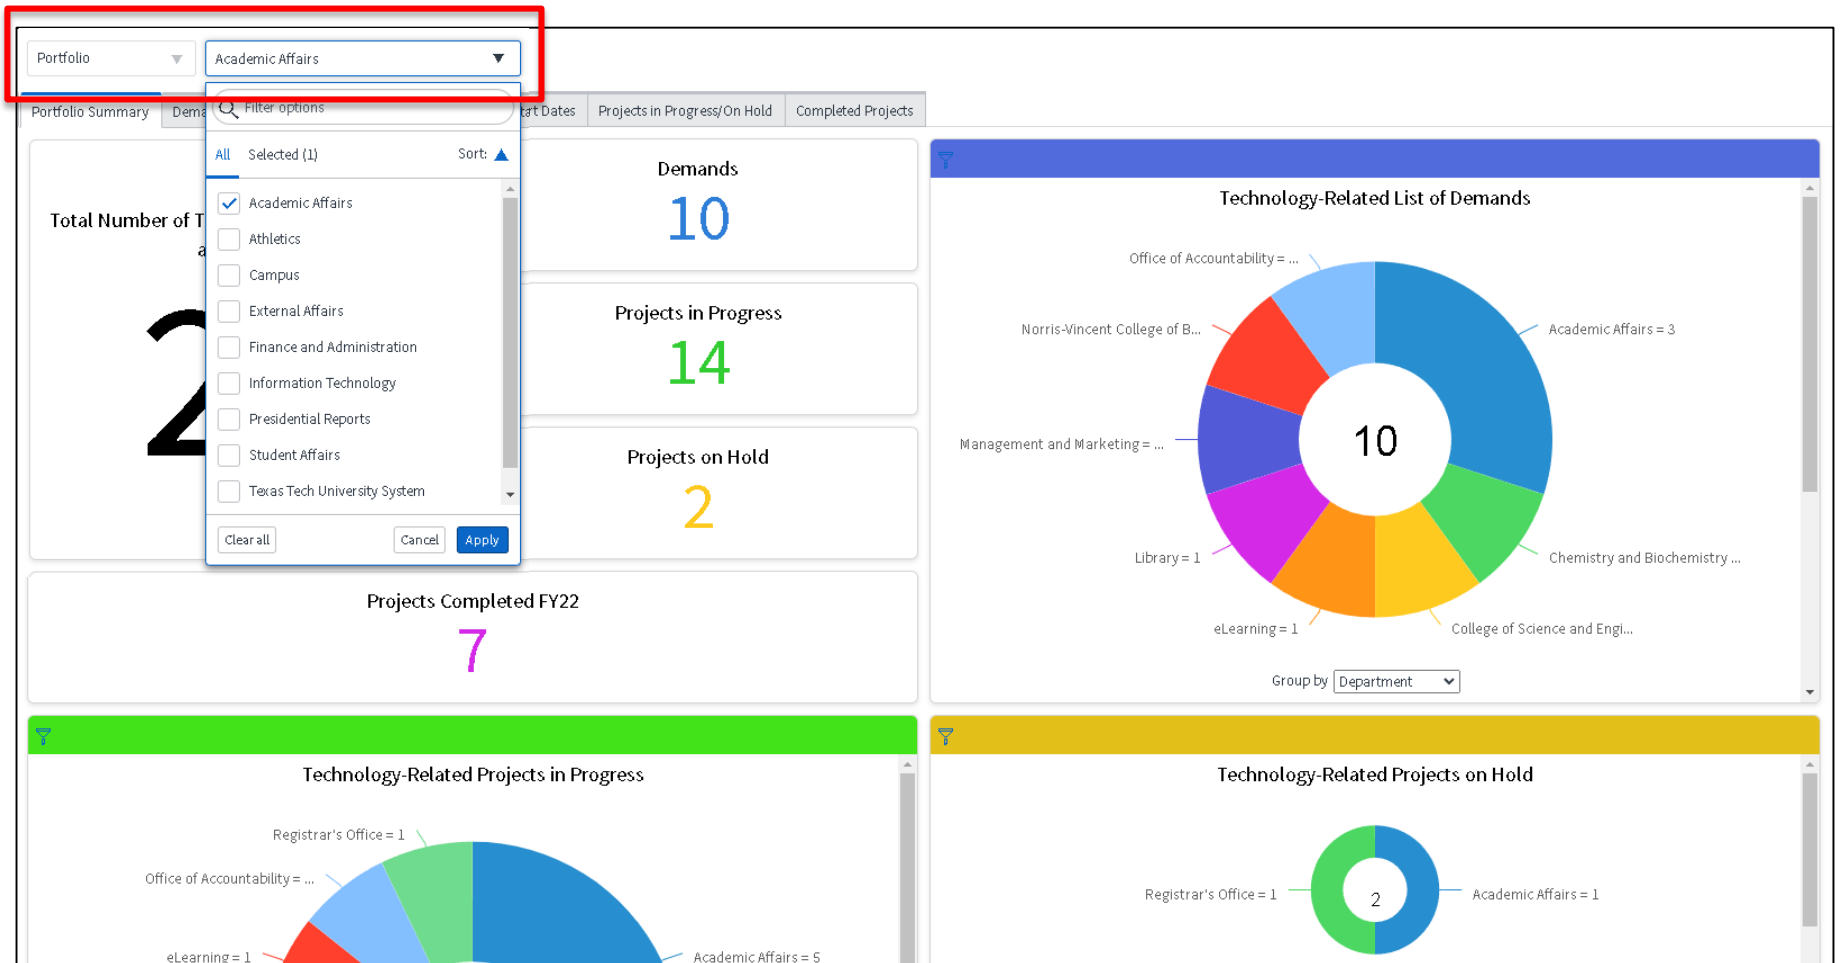 Portfolio
Academic Affairs
Portfolio Summary
Dema
Filter options
art Dates
Projects in Progress/On Hold
Completed Projects
All
Selected (1)
Sort:
Academic Affairs
Athletics
Campus
External Affairs
Finance and Administration
Information Technology
Presidential Reports
Student Affairs
Texas Tech University System
Clear all
Cancel
Apply
Total Number of T
a
2
Demands
10
Projects in Progress
14
Projects on Hold
2
Projects Completed FY22
7
Technology-Related List of Demands
Office of Accountability = ...
Norris-Vincent College of B...
Academic Affairs = 3
Management and Marketing = ...
10
Library = 1
Chemistry and Biochemistry ...
eLearning = 1
College of Science and Engi...
Group by Department
Technology-Related Projects in Progress
Registrar's Office = 1
Office of Accountability = ...
eLearning = 1
Academic Affairs = 5
Technology-Related Projects on Hold
Registrar's Office = 1
2
Academic Affairs = 1